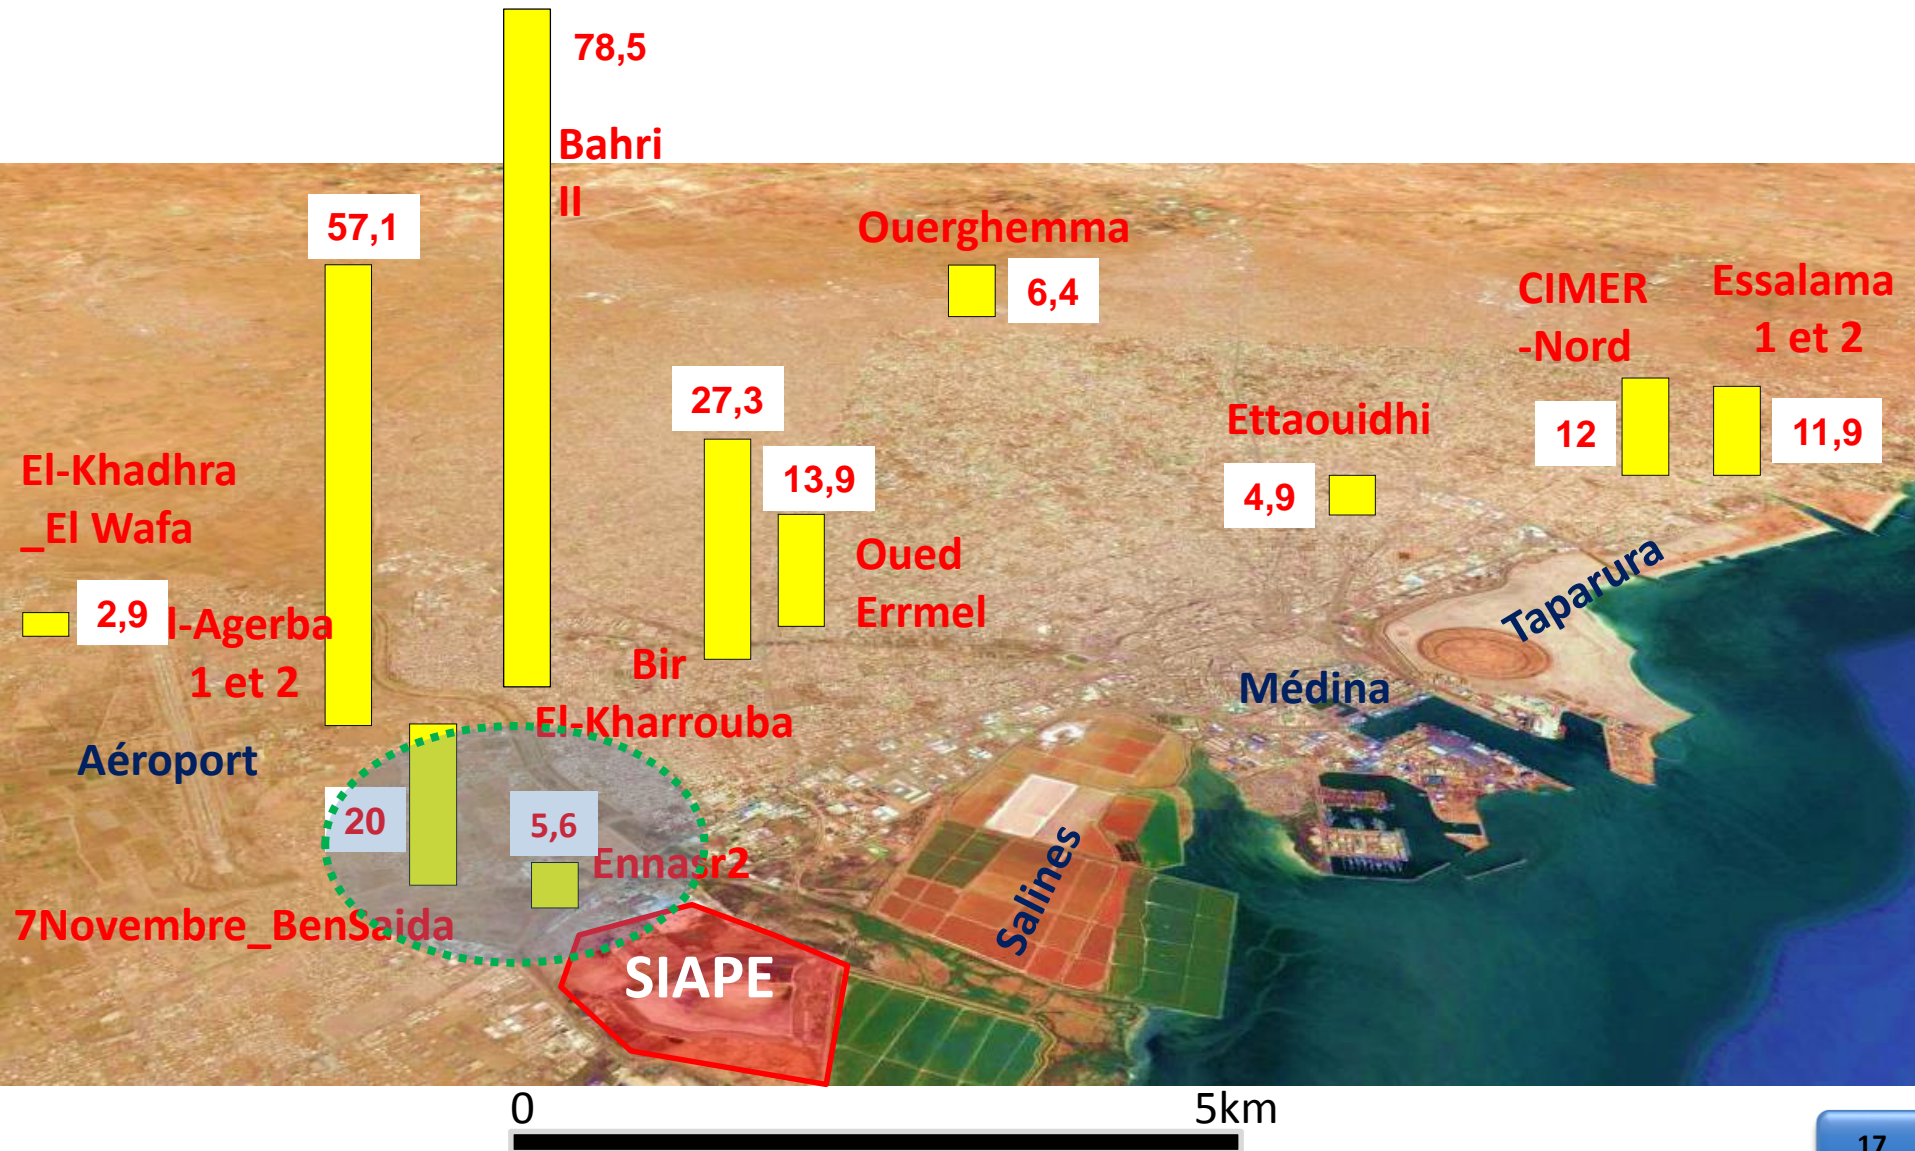 78,5
Bahri
II
57,1
Ouerghemma
6,4
CIMER
-Nord
Essalama
1 et 2
27,3
12
11,9
Ettaouidhi
El-Khadhra
_El Wafa
13,9
4,9
Oued
Errmel
2,9
l-Agerba
1 et 2
Taparura
Bir
El-Kharrouba
Médina
Aéroport
20
5,6
Ennasr2
Salines
7Novembre_BenSaida
SIAPE
0
5km
17